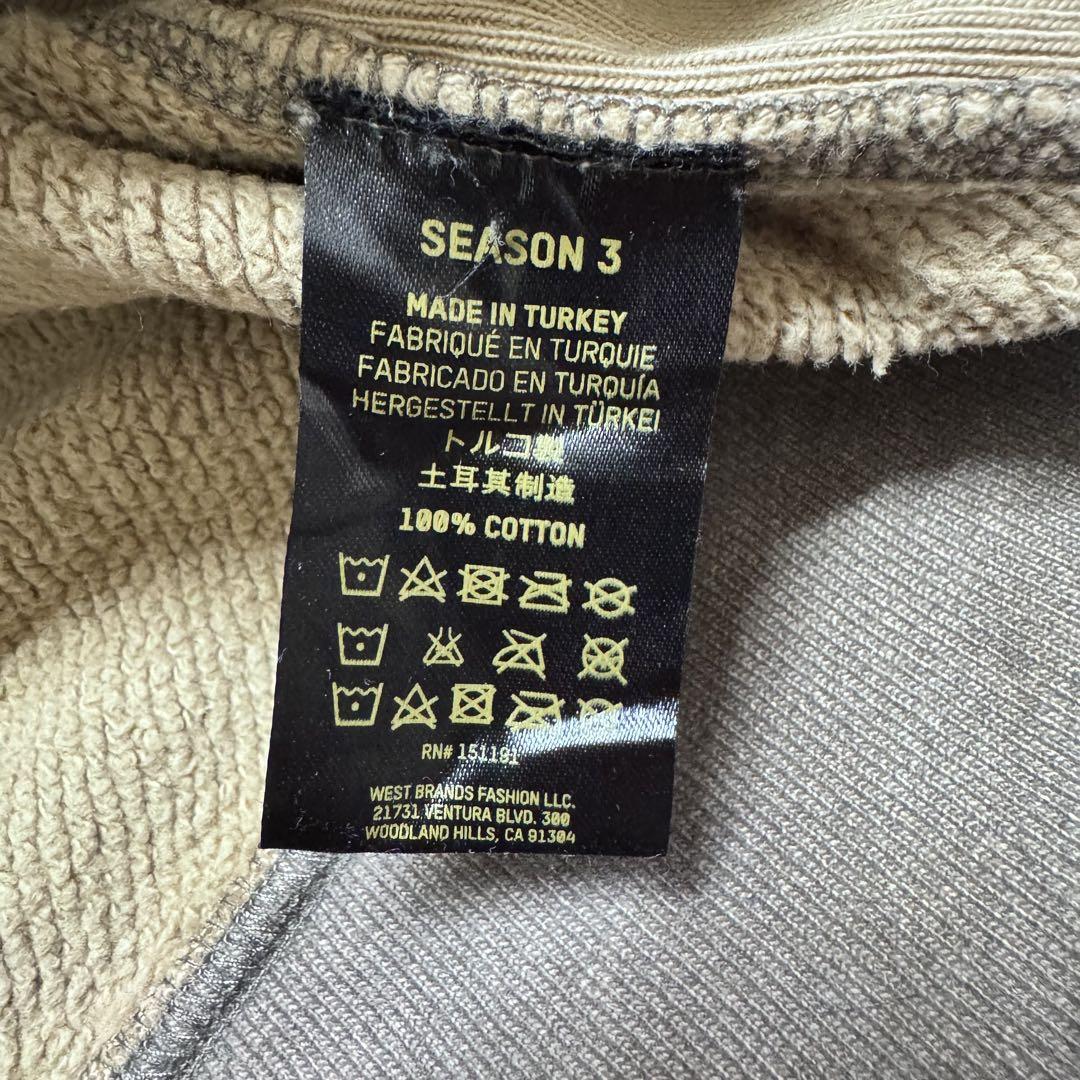 SEASON 3
MADE IN TURKEY
FABRIQUÉ EN TURQUIE
FABRICADO EN TURQUÍA
HERGESTELLT IN TÜRKEI
トルコ製
土耳其制造
100% COTTON
RN# 151191
WEST BRANDS FASHION LLC.
21731 VENTURA BLVD. 300
WOODLAND HILLS, CA 91304